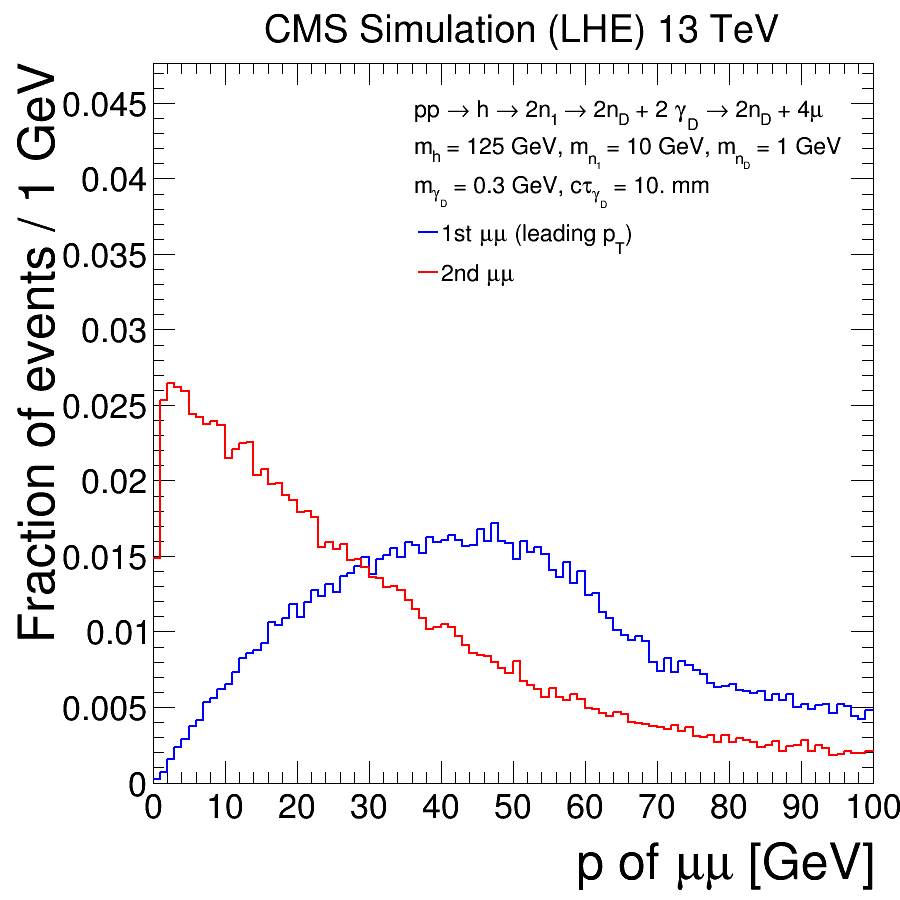 CMS Simulation (LHE) 13 TeV
Fraction of events / 1 GeV
0.045
0.04
0.035
0.03
0.025
0.02
0.015
0.01
0.005
0
pp → h → 2n1 → 2nD + 2 γD → 2nD + 4μ
mh = 125 GeV, mn1 = 10 GeV, mnD = 1 GeV
mγD = 0.3 GeV, cτγD = 10. mm
1st μμ (leading pT)
2nd μμ
0 10 20 30 40 50 60 70 80 90 100
p of μμ [GeV]